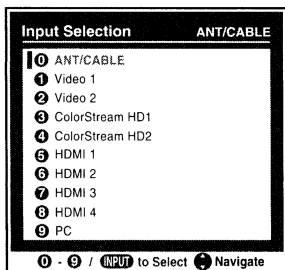 Input Selection ANT/CABLE
0 ANT/CABLE
1 Video 1
2 Video 2
3 ColorStream HD1
4 ColorStream HD2
5 HDMI 1
6 HDMI 2
7 HDMI 3
8 HDMI 4
9 PC
0 - 9 / INPUT to Select Navigate